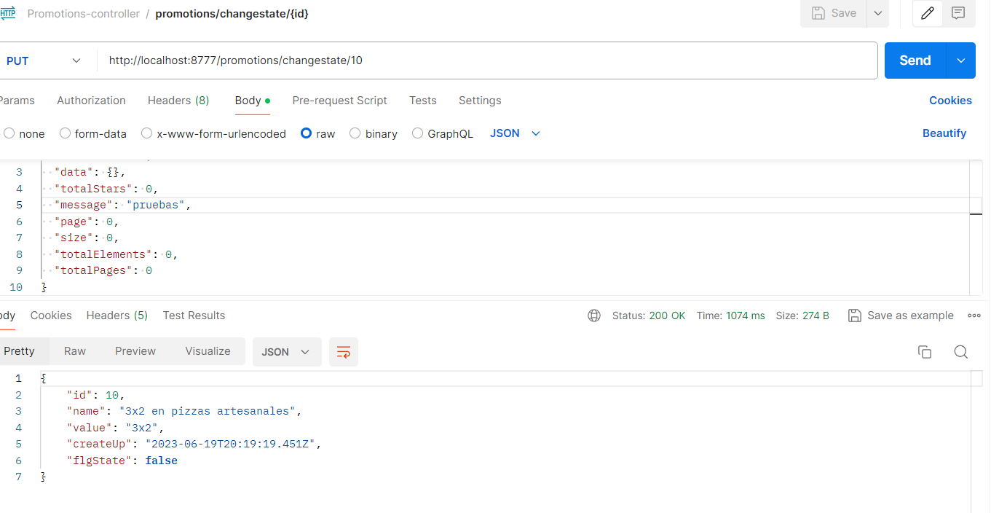 HTTP Promotions-controller / promotions/changestate/{id} Save
PUT http://localhost:8777/promotions/changestate/10 Send
Params Authorization Headers (8) Body Pre-request Script Tests Settings Cookies
none form-data x-www-form-urlencoded raw binary GraphQL JSON Beautify
3 "data": {},
4 "totalStars": 0,
5 "message": "pruebas",
6 "page": 0,
7 "size": 0,
8 "totalElements": 0,
9 "totalPages": 0
10 }
ody Cookies Headers (5) Test Results Status: 200 OK Time: 1074 ms Size: 274 B Save as example
Pretty Raw Preview Visualize JSON
1 {
2 "id": 10,
3 "name": "3x2 en pizzas artesanales",
4 "value": "3x2",
5 "createUp": "2023-06-19T20:19:19.451Z",
6 "flgState": false
7 }